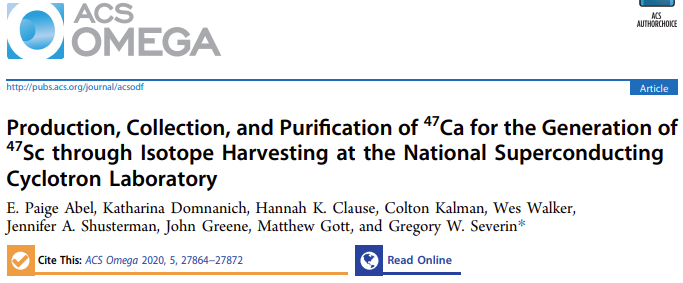 ACS
OMEGA
ACS
AUTHORCHOICE
http://pubs.acs.org/journal/acsodf
Article
Production, Collection, and Purification of ⁴⁷Ca for the Generation of
⁴⁷Sc through Isotope Harvesting at the National Superconducting
Cyclotron Laboratory
E. Paige Abel, Katharina Domnanich, Hannah K. Clause, Colton Kalman, Wes Walker,
Jennifer A. Shusterman, John Greene, Matthew Gott, and Gregory W. Severin*
Cite This: ACS Omega 2020, 5, 27864−27872
Read Online